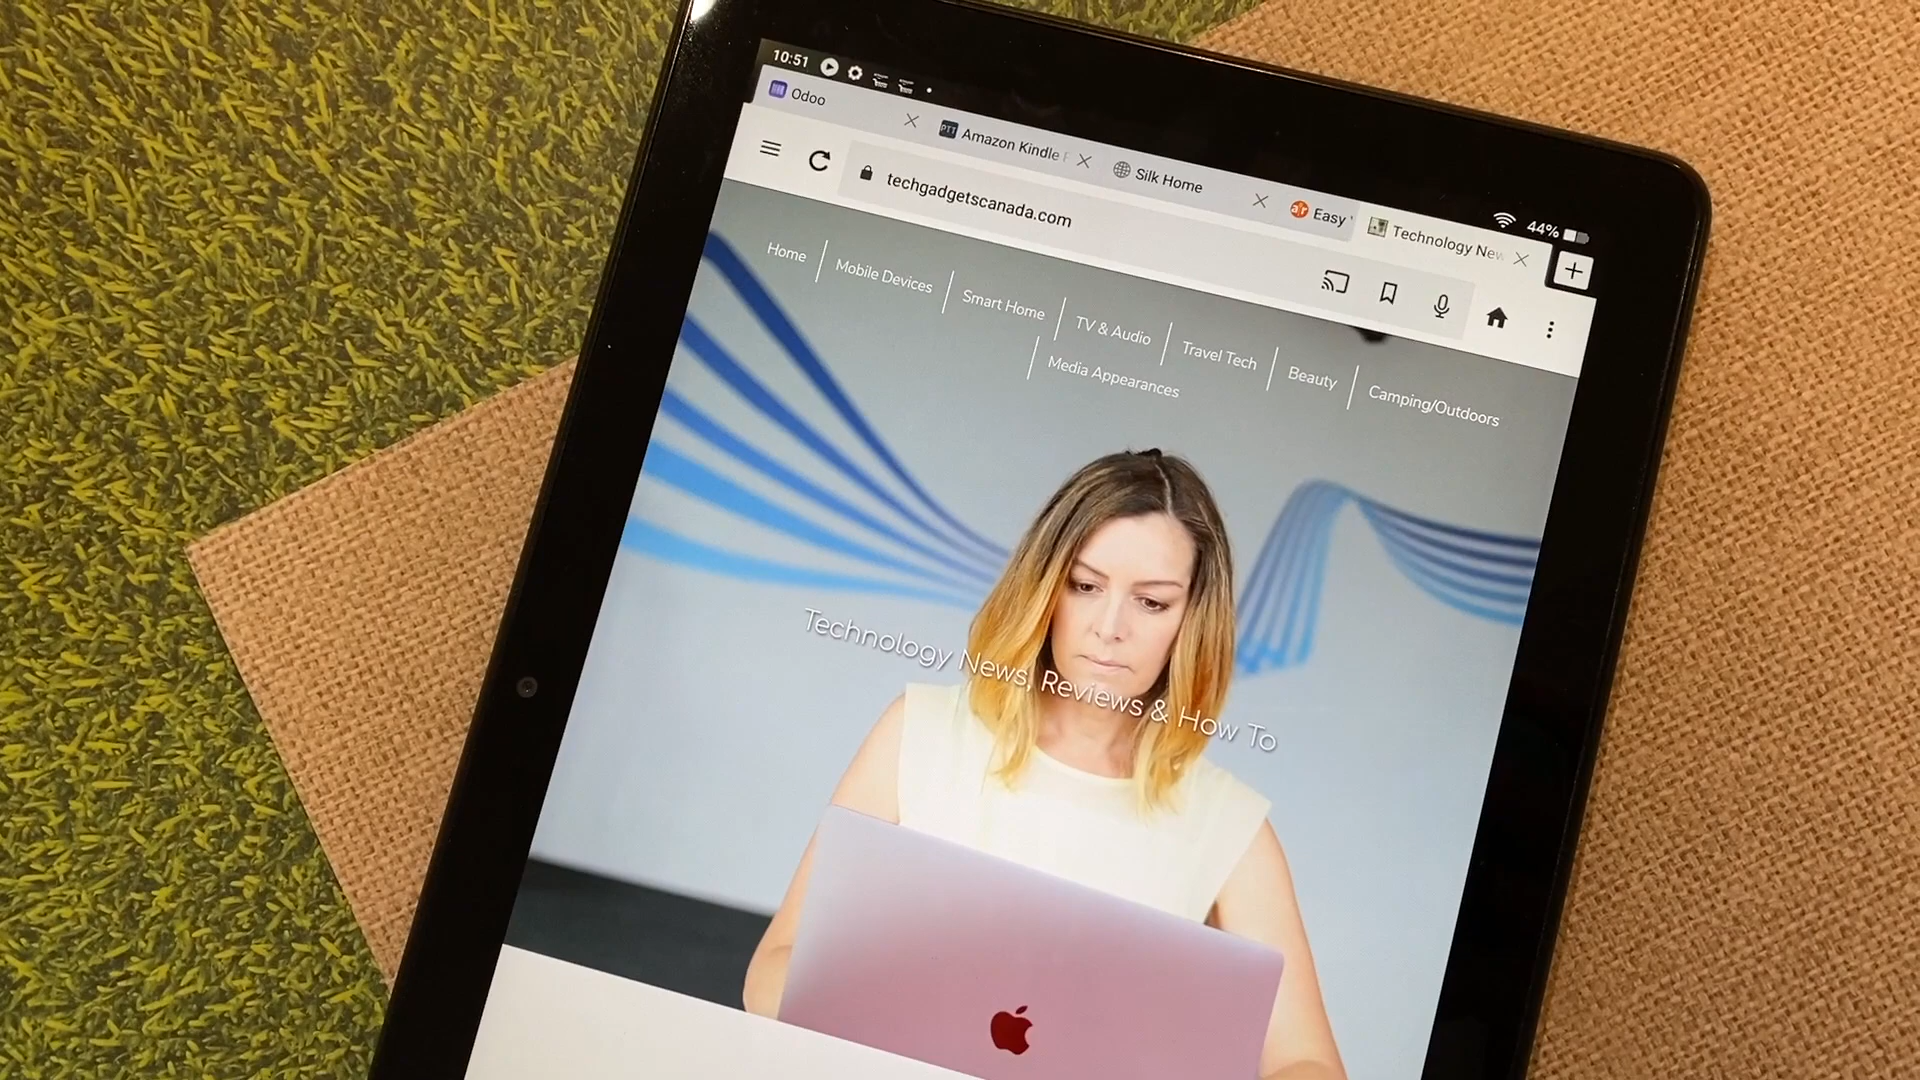 10:51
44%
Odoo
PTT Amazon Kindle F
Silk Home
Easy
Technology New
techgadgetscanada.com
Home
Mobile Devices
Smart Home
TV & Audio
Travel Tech
Beauty
Camping/Outdoors
Media Appearances
Technology News, Reviews & How To